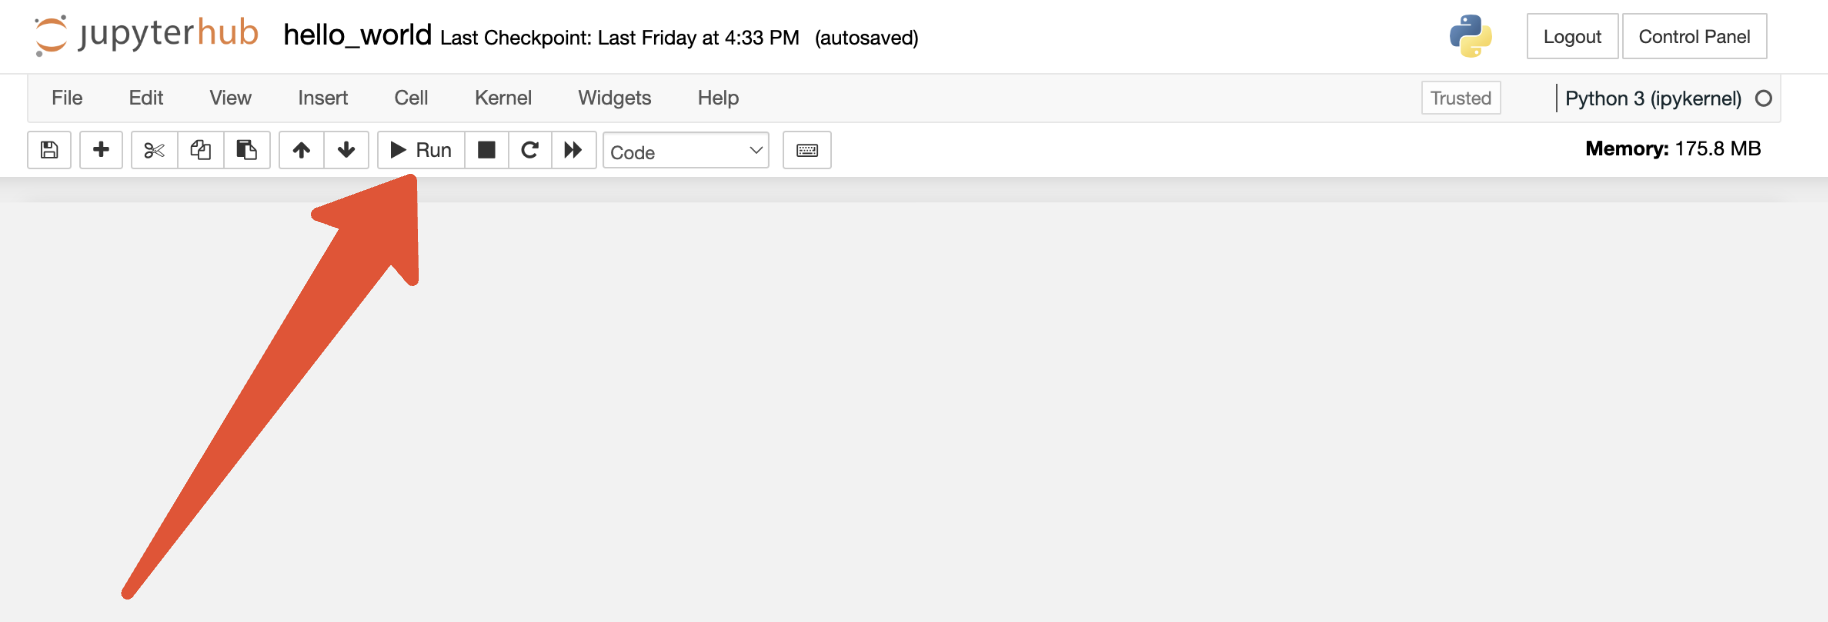 jupyterhub hello_world Last Checkpoint: Last Friday at 4:33 PM (autosaved) Logout Control Panel
File Edit View Insert Cell Kernel Widgets Help Trusted Python 3 (ipykernel)
Run Code Memory: 175.8 MB